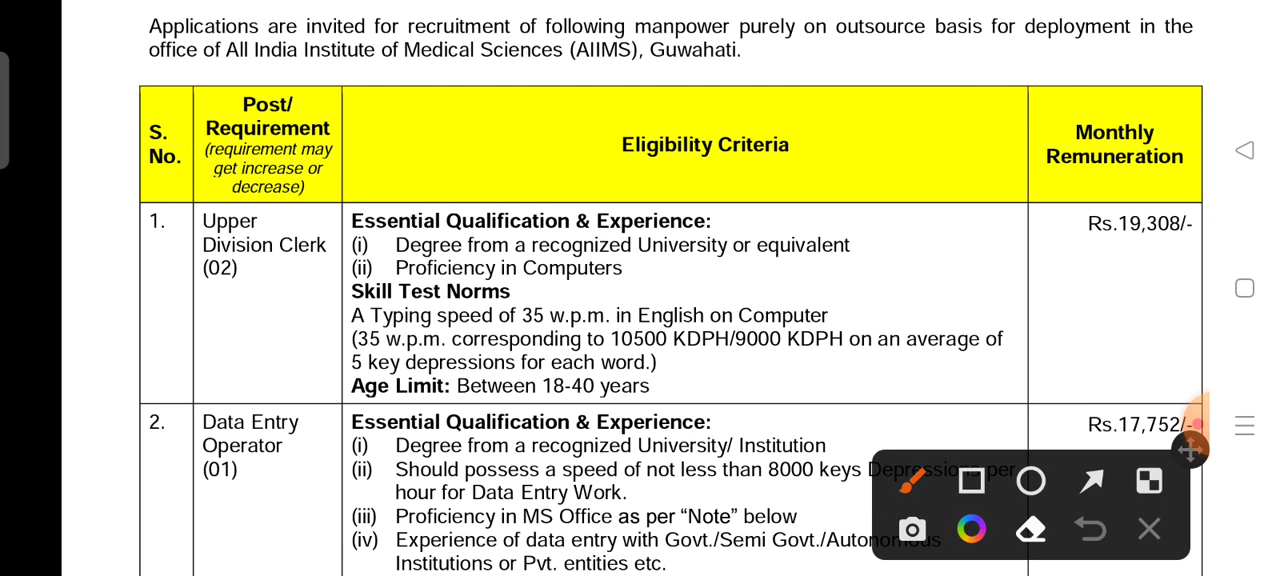 Applications are invited for recruitment of following manpower purely on outsource basis for deployment in the
office of All India Institute of Medical Sciences (AIIMS), Guwahati.
S.
No.
Post/
Requirement
(requirement may
get increase or
decrease)
Eligibility Criteria
Monthly
Remuneration
1.
Upper
Division Clerk
(02)
Essential Qualification & Experience:
(i) Degree from a recognized University or equivalent
(ii) Proficiency in Computers
Skill Test Norms
A Typing speed of 35 w.p.m. in English on Computer
(35 w.p.m. corresponding to 10500 KDPH/9000 KDPH on an average of
5 key depressions for each word.)
Age Limit: Between 18-40 years
Rs.19,308/-
2.
Data Entry
Operator
(01)
Essential Qualification & Experience:
(i) Degree from a recognized University/ Institution
(ii) Should possess a speed of not less than 8000 keys Depression per
hour for Data Entry Work.
(iii) Proficiency in MS Office as per “Note” below
(iv) Experience of data entry with Govt./Semi Govt./Autonomous
Institutions or Pvt. entities etc.
Rs.17,752/-